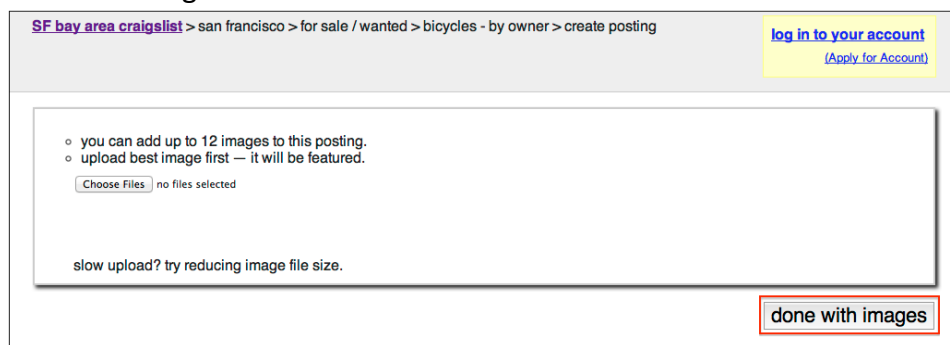 SF bay area craigslist > san francisco > for sale / wanted > bicycles - by owner > create posting
log in to your account
(Apply for Account)
you can add up to 12 images to this posting.
upload best image first — it will be featured.
Choose Files no files selected
slow upload? try reducing image file size.
done with images